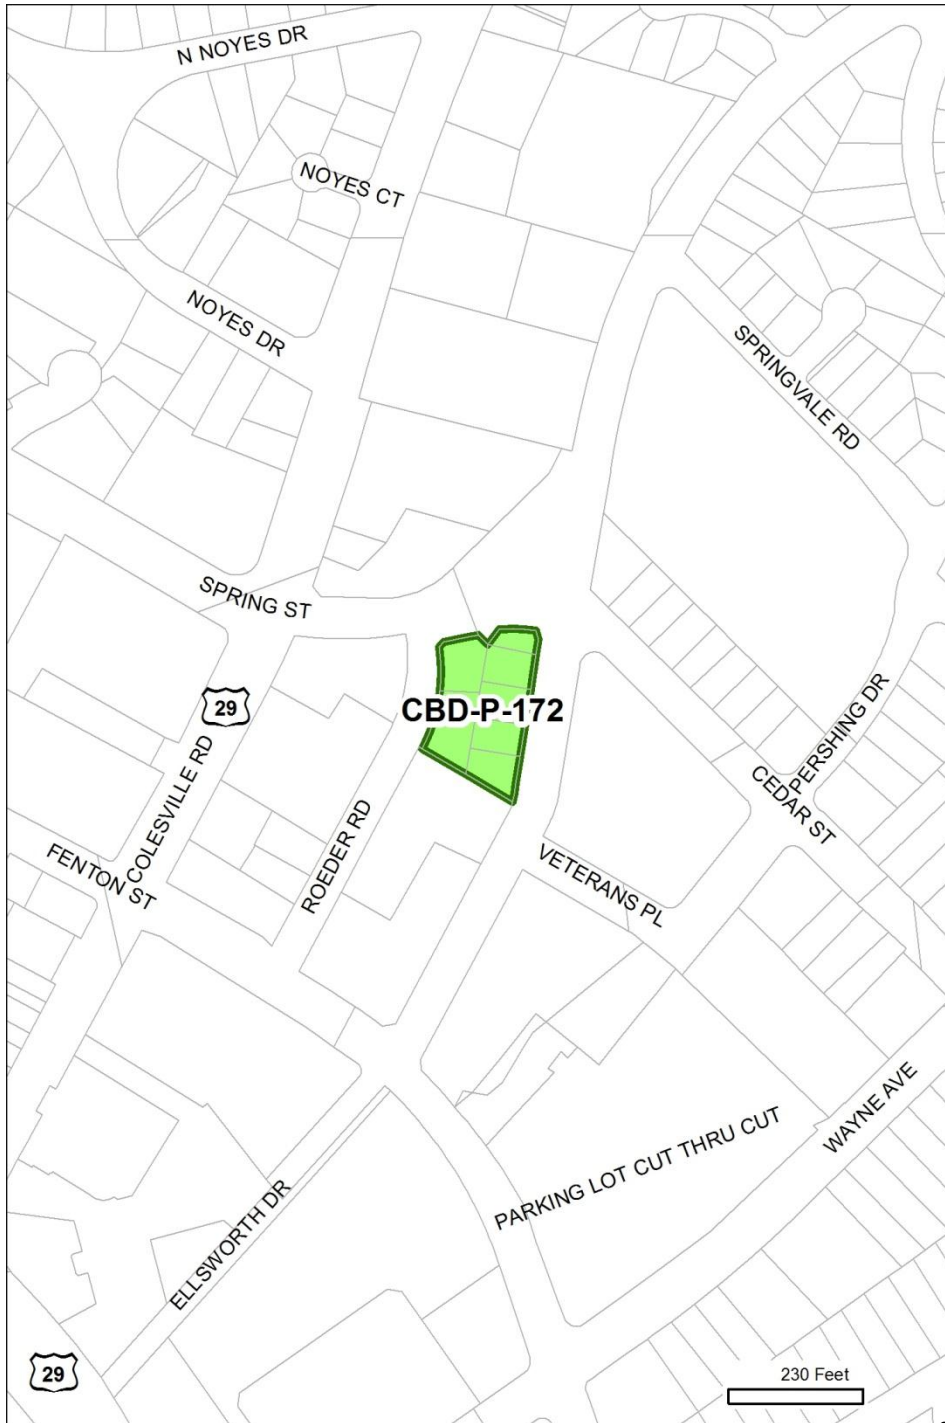 N NOYES DR
NOYES CT
NOYES DR
SPRINGVALE RD
SPRING ST
29
CBD-P-172
PERSHING DR
COLESVILLE RD
CEDAR ST
ROEDER RD
FENTON ST
VETERANS PL
WAYNE AVE
PARKING LOT CUT THRU CUT
ELLSWORTH DR
29
230 Feet